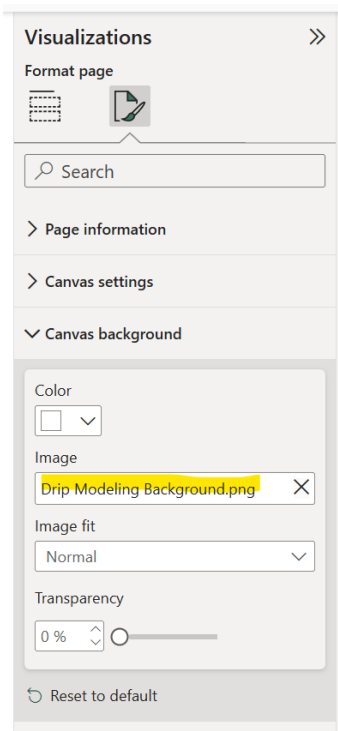 Visualizations
Format page
Search
Page information
Canvas settings
Canvas background
Color
Image
Drip Modeling Background.png
Image fit
Normal
Transparency
0 %
Reset to default